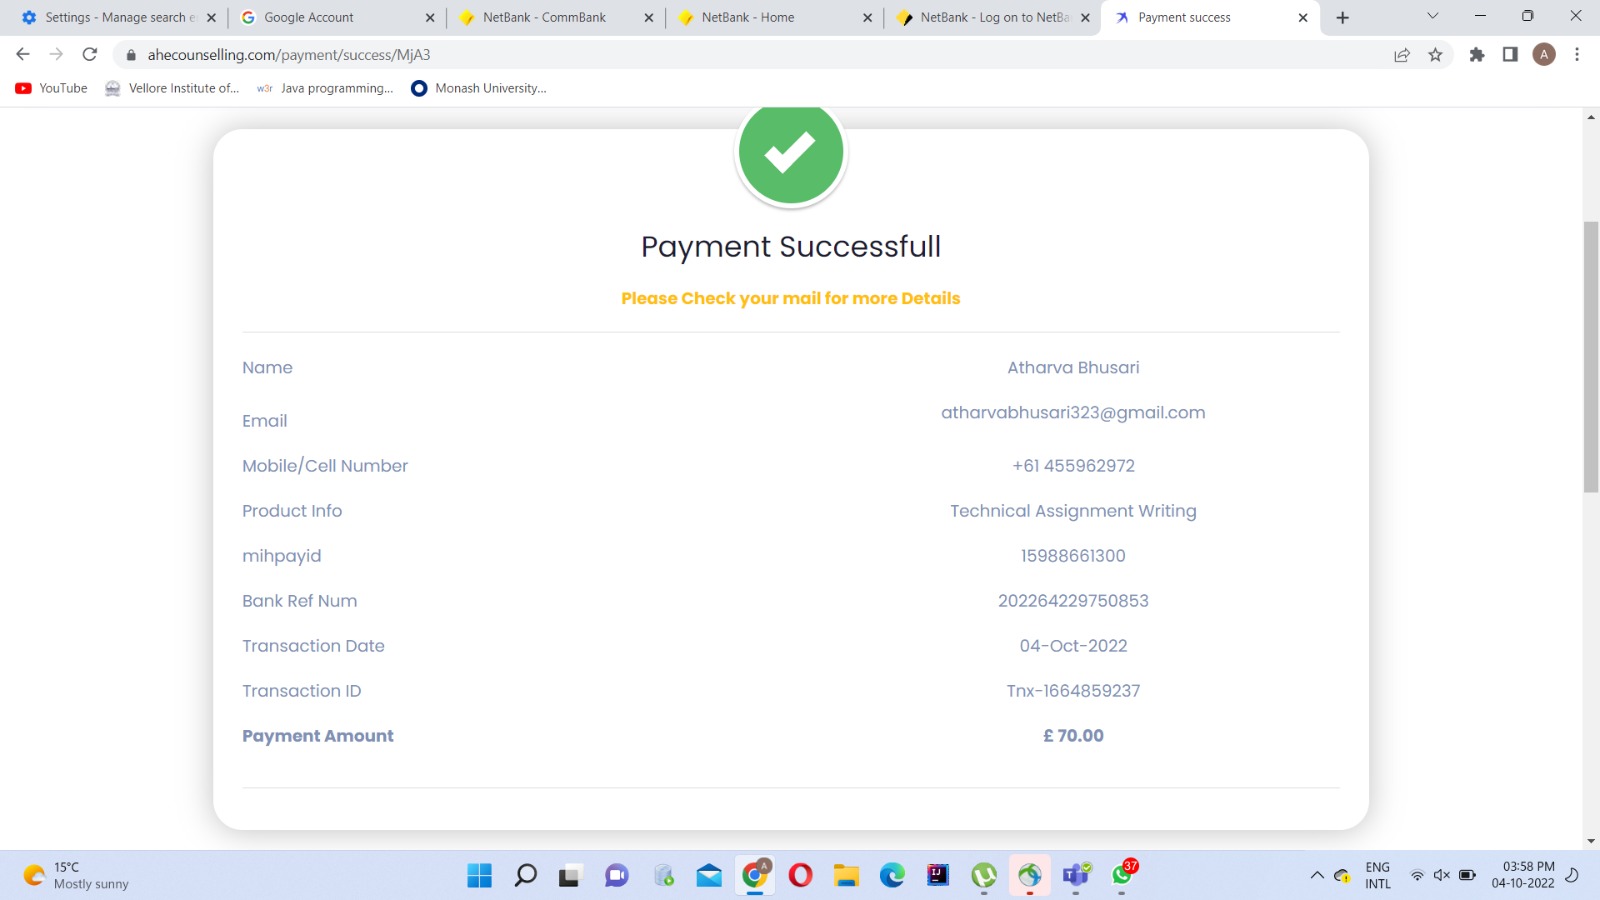 Settings - Manage search e
Google Account
NetBank - CommBank
NetBank - Home
NetBank - Log on to NetBa
Payment success
ahecounselling.com/payment/success/MjA3
A
YouTube
Vellore Institute of...
w3r Java programming...
Monash University...
Payment Successfull
Please Check your mail for more Details
Name Atharva Bhusari
Email atharvabhusari323@gmail.com
Mobile/Cell Number +61 455962972
Product Info Technical Assignment Writing
mihpayid 15988661300
Bank Ref Num 202264229750853
Transaction Date 04-Oct-2022
Transaction ID Tnx-1664859237
Payment Amount £ 70.00
15°C
Mostly sunny
A
IJ
T
37
ENG
INTL
03:58 PM
04-10-2022